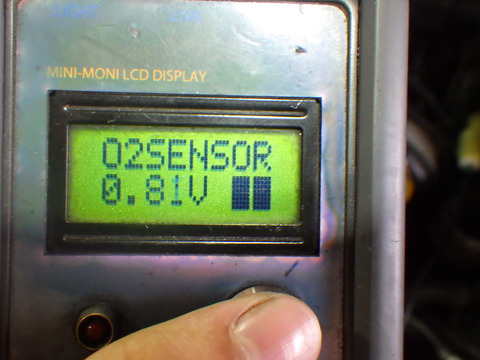 MINI-MONI LCD DISPLAY
O2SENSOR
0.81V